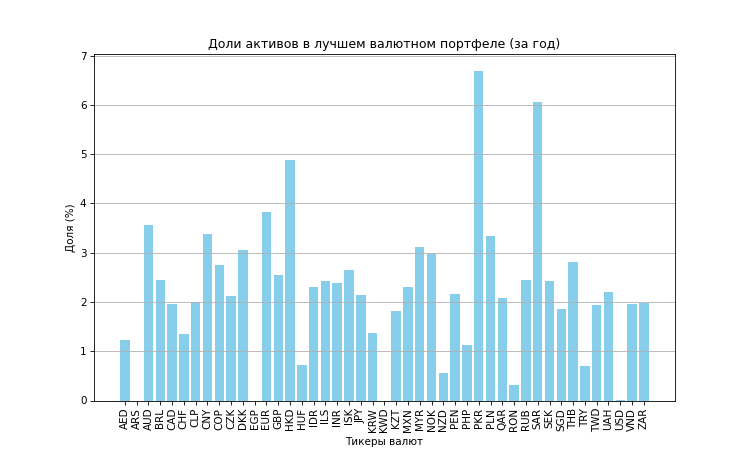 Доли активов в лучшем валютном портфеле (за год)
Доля (%)
7
6
5
4
3
2
1
0
AED ARS AUD BRL CAD CHF CLP CNY COP CZK DKK EGP EUR GBP HKD HUF IDR ILS INR ISK JPY KRW KWD KZT MXN MYR NOK NZD PEN PHP PKR PLN QAR RON RUB SAR SEK SGD THB TRY TWD UAH USD VND ZAR
Тикеры валют